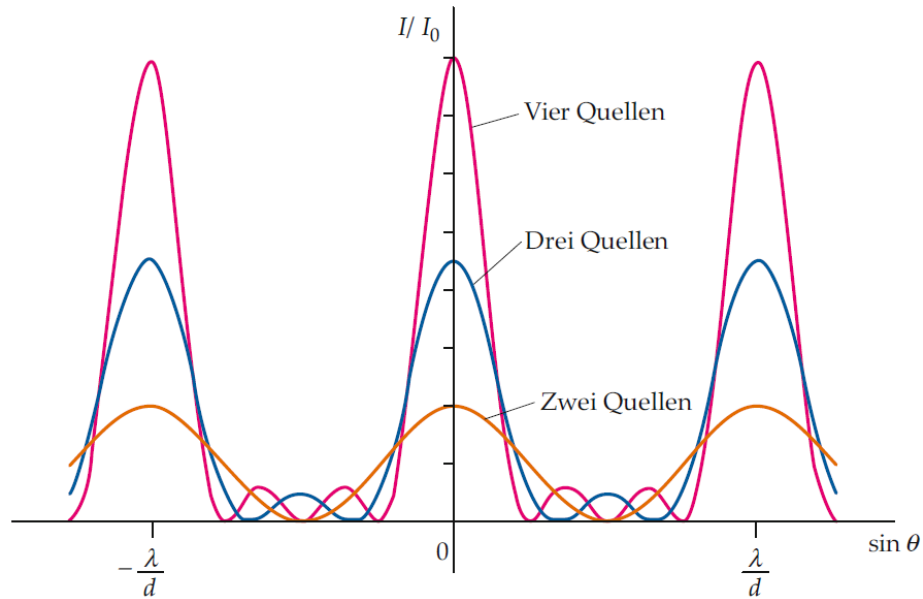 I/ I₀
Vier Quellen
Drei Quellen
Zwei Quellen
0
sin θ
− λ/d
λ/d